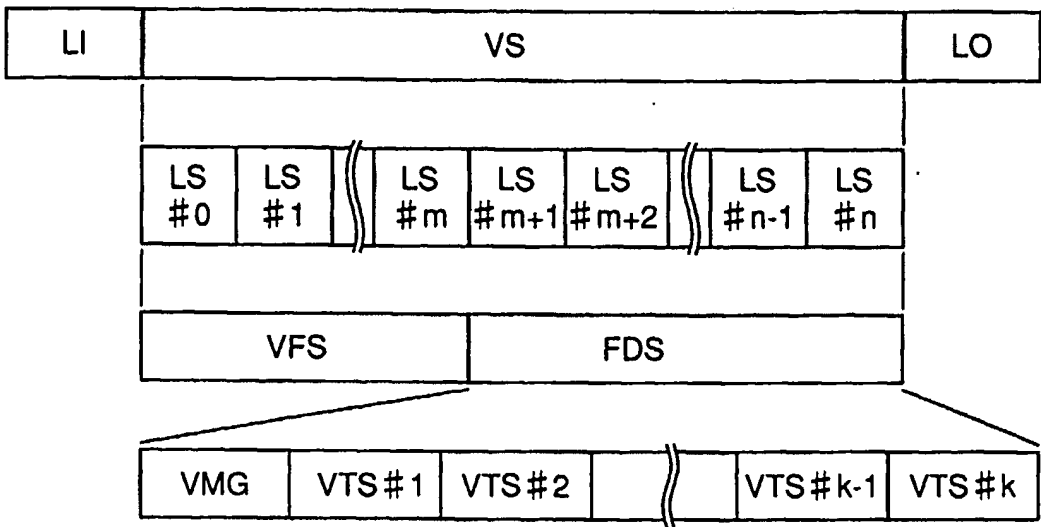 LI VS LO
LS #0 LS #1 LS #m LS #m+1 LS #m+2 LS #n-1 LS #n
VFS FDS
VMG VTS#1 VTS#2 VTS#k-1 VTS#k